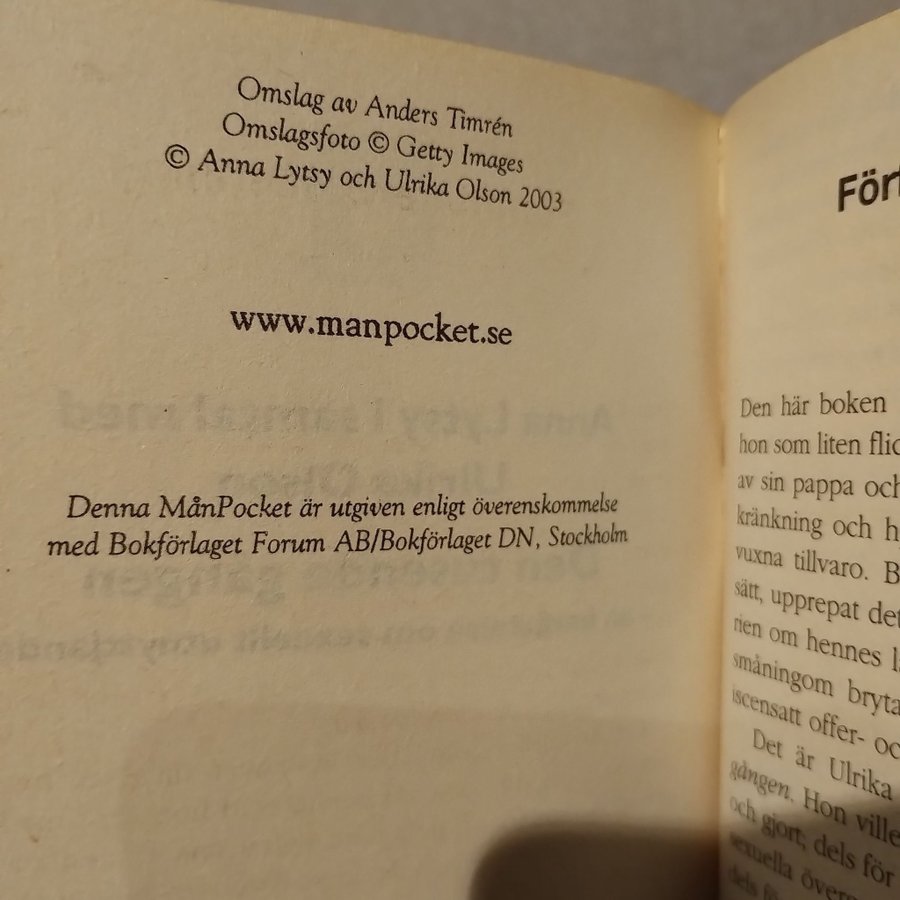 Omslag av Anders Timrén
Omslagsfoto © Getty Images
© Anna Lytsy och Ulrika Olson 2003
www.manpocket.se
Denna MånPocket är utgiven enligt överenskommelse
med Bokförlaget Forum AB/Bokförlaget DN, Stockholm
Den här boken
hon som liten flic
av sin pappa och
kränkning och h
vuxna tillvaro. B
sätt, upprepat det
rien om hennes l
småningom bryta
iscensatt offer- oc
Det är Ulrika
gången. Hon ville
och gjort; dels för
sexuella överg